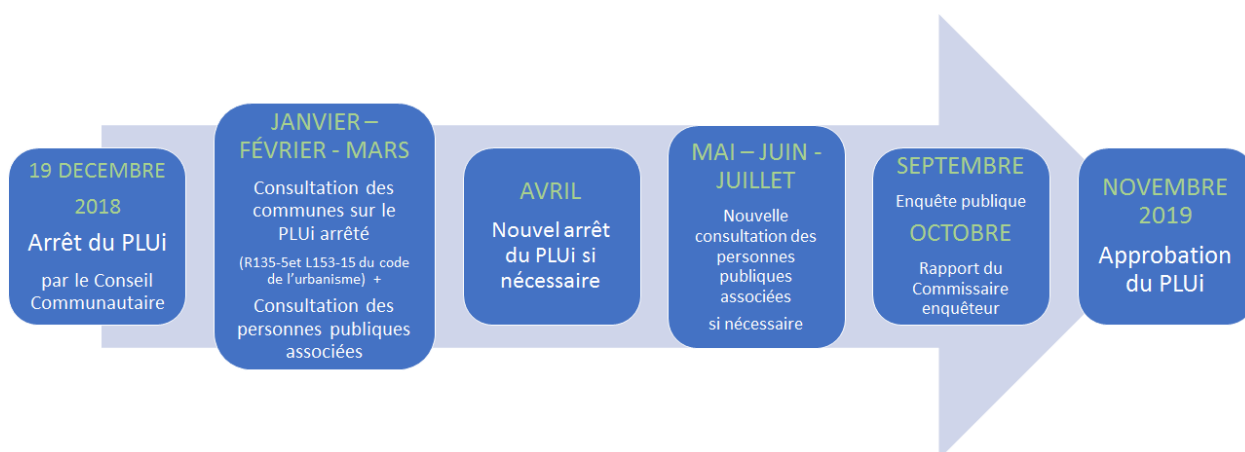 19 DECEMBRE
2018
Arrêt du PLUi
par le Conseil
Communautaire
JANVIER –
FÉVRIER - MARS
Consultation des
communes sur le
PLUi arrêté
(R135-5et L153-15 du code
de l'urbanisme) +
Consultation des
personnes publiques
associées
AVRIL
Nouvel arrêt
du PLUi si
nécessaire
MAI – JUIN -
JUILLET
Nouvelle
consultation des
personnes
publiques
associées
si nécessaire
SEPTEMBRE
Enquête publique
OCTOBRE
Rapport du
Commissaire
enquêteur
NOVEMBRE
2019
Approbation
du PLUi